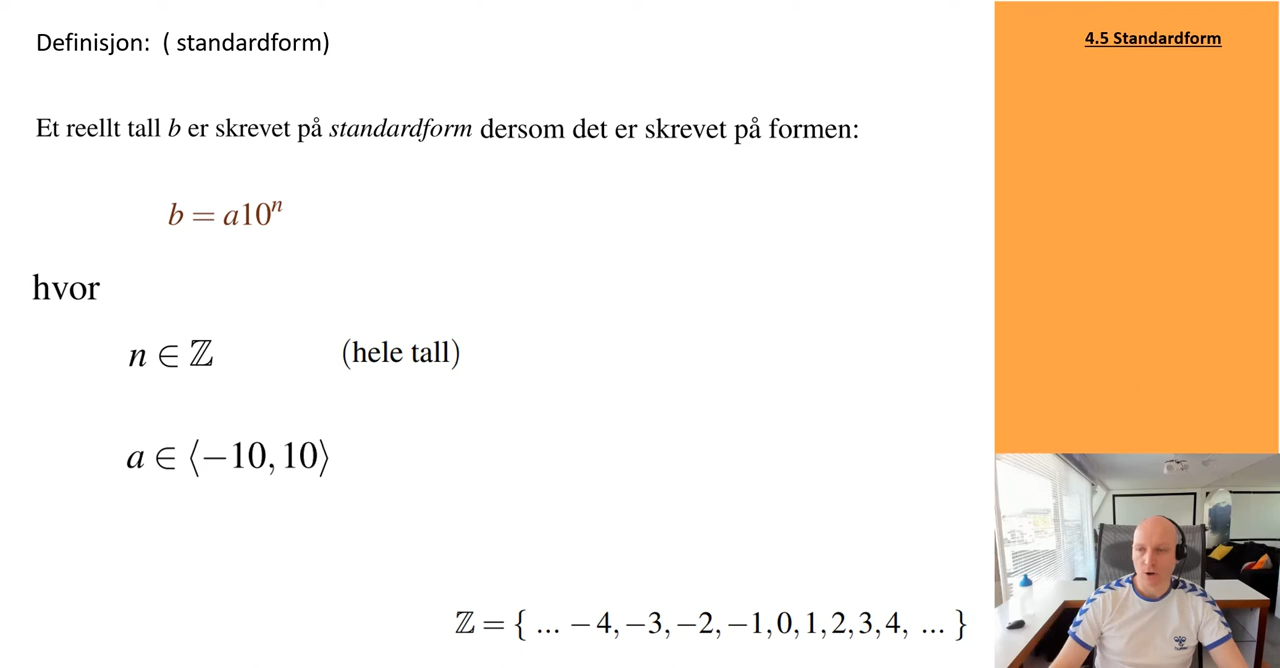 Definisjon: ( standardform)
4.5 Standardform
Et reellt tall b er skrevet på standardform dersom det er skrevet på formen:
b = a10ⁿ
hvor
n ∈ ℤ (hele tall)
a ∈ ⟨−10, 10⟩
ℤ = { ... − 4, −3, −2, −1, 0, 1, 2, 3, 4, ... }